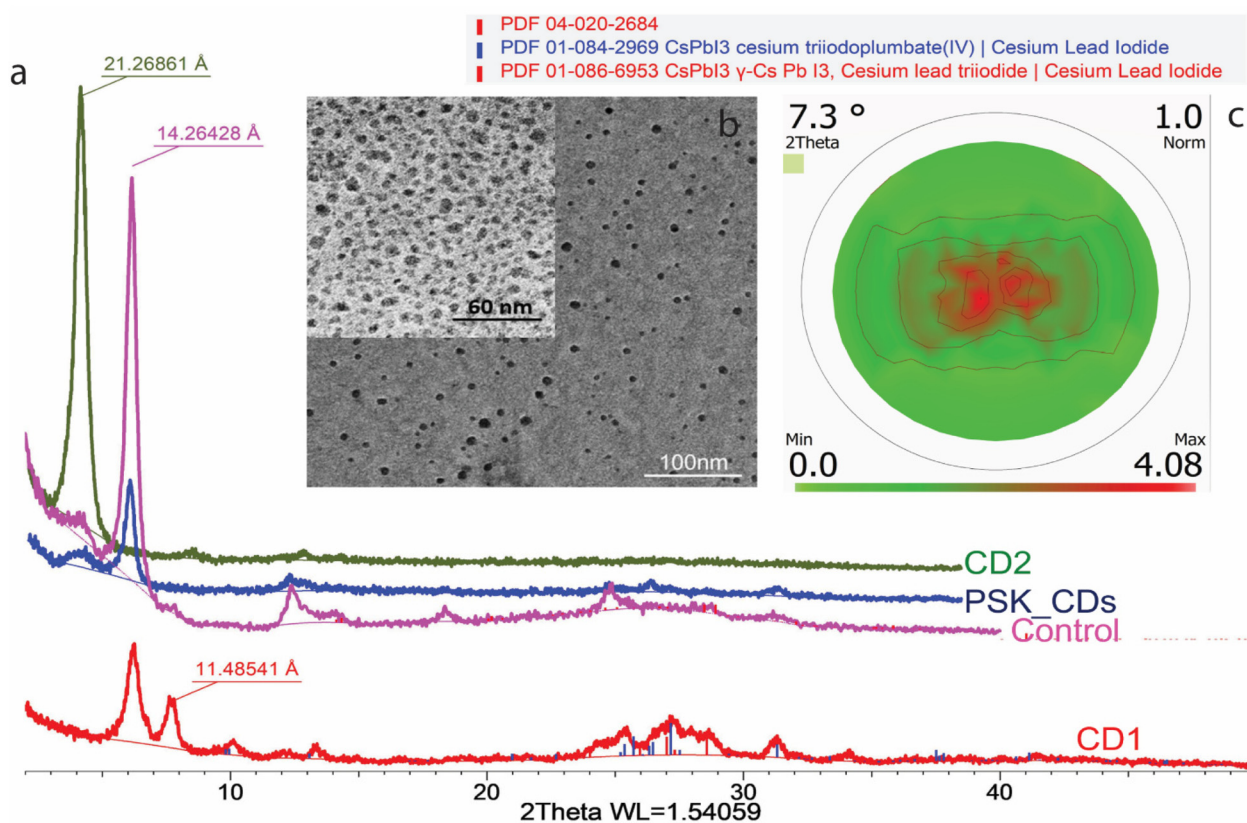 PDF 04-020-2684
PDF 01-084-2969 CsPbI3 cesium triiodoplumbate(IV) | Cesium Lead Iodide
PDF 01-086-6953 CsPbI3 γ-Cs Pb I3, Cesium lead triiodide | Cesium Lead Iodide
a
21.26861 Å
14.26428 Å
b
60 nm
100nm
7.3 °
2Theta
1.0
Norm
c
Min
0.0
Max
4.08
CD2
PSK_CDs
Control
11.48541 Å
CD1
10
20
30
40
2Theta WL=1.54059